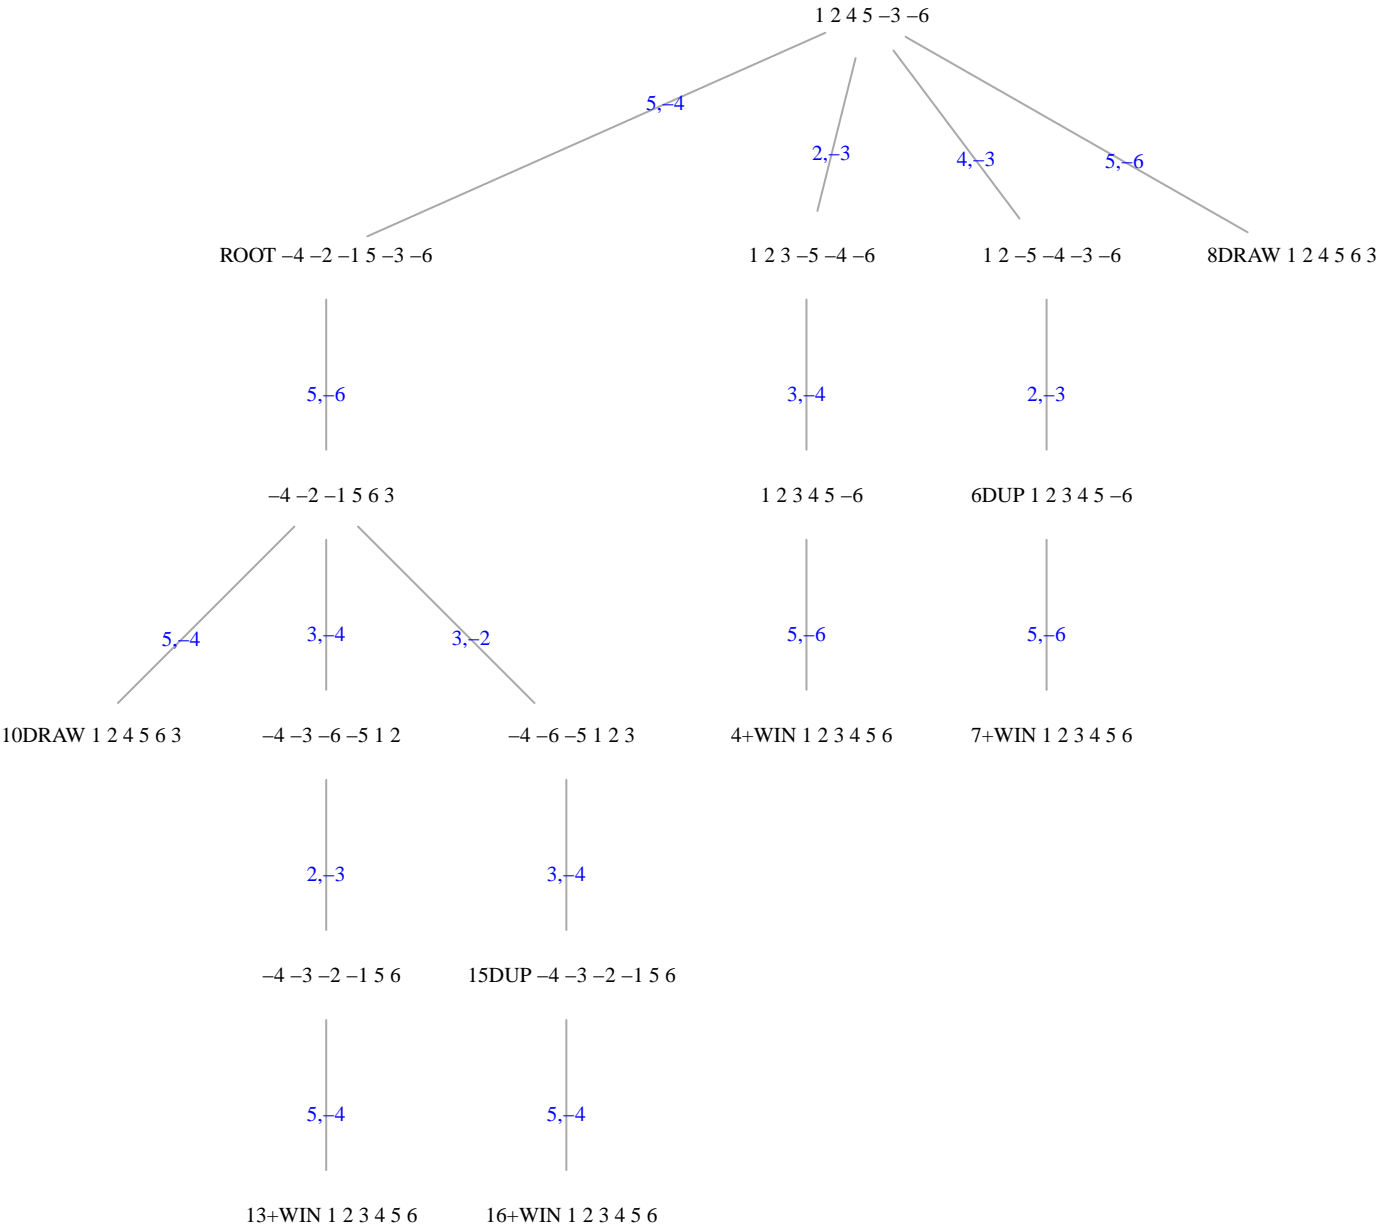 1 2 4 5 –3 –6
5,–4
2,–3
4,–3
5,–6
ROOT –4 –2 –1 5 –3 –6
1 2 3 –5 –4 –6
1 2 –5 –4 –3 –6
8DRAW 1 2 4 5 6 3
5,–6
3,–4
2,–3
–4 –2 –1 5 6 3
1 2 3 4 5 –6
6DUP 1 2 3 4 5 –6
5,–4
3,–4
3,–2
5,–6
5,–6
10DRAW 1 2 4 5 6 3
–4 –3 –6 –5 1 2
–4 –6 –5 1 2 3
4+WIN 1 2 3 4 5 6
7+WIN 1 2 3 4 5 6
2,–3
3,–4
–4 –3 –2 –1 5 6
15DUP –4 –3 –2 –1 5 6
5,–4
5,–4
13+WIN 1 2 3 4 5 6
16+WIN 1 2 3 4 5 6